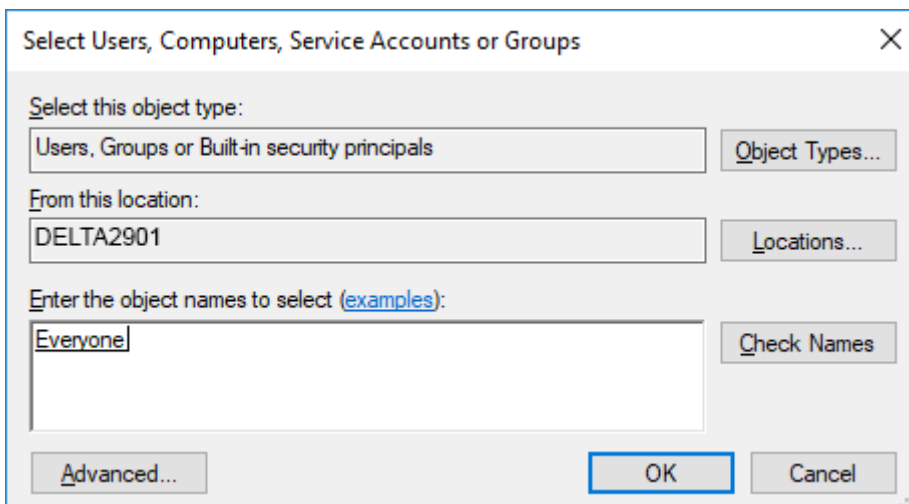 Select Users, Computers, Service Accounts or Groups
Select this object type:
Users, Groups or Built-in security principals
Object Types...
From this location:
DELTA2901
Locations...
Enter the object names to select (examples):
Everyone
Check Names
Advanced...
OK
Cancel